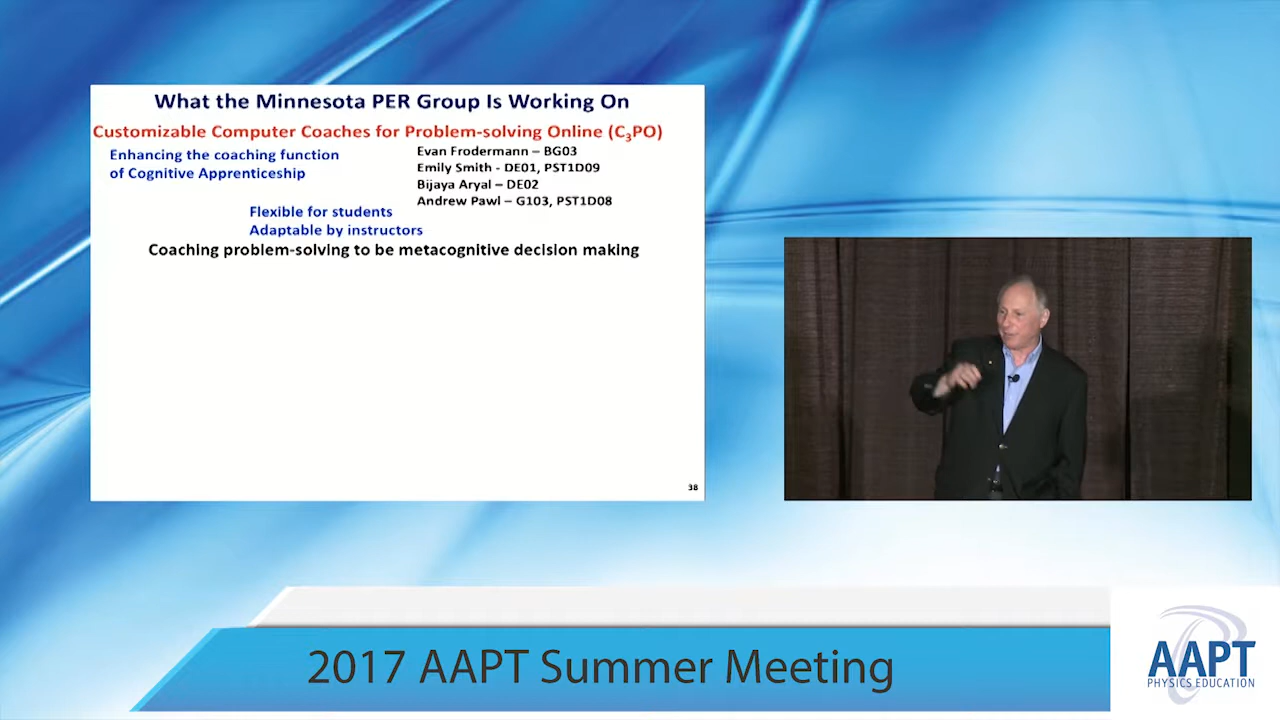 What the Minnesota PER Group Is Working On
Customizable Computer Coaches for Problem-solving Online (C3PO)
Enhancing the coaching function
of Cognitive Apprenticeship
Evan Frodermann – BG03
Emily Smith - DE01, PST1D09
Bijaya Aryal – DE02
Andrew Pawl – G103, PST1D08
Flexible for students
Adaptable by instructors
Coaching problem-solving to be metacognitive decision making
38
2017 AAPT Summer Meeting
AAPT
PHYSICS EDUCATION